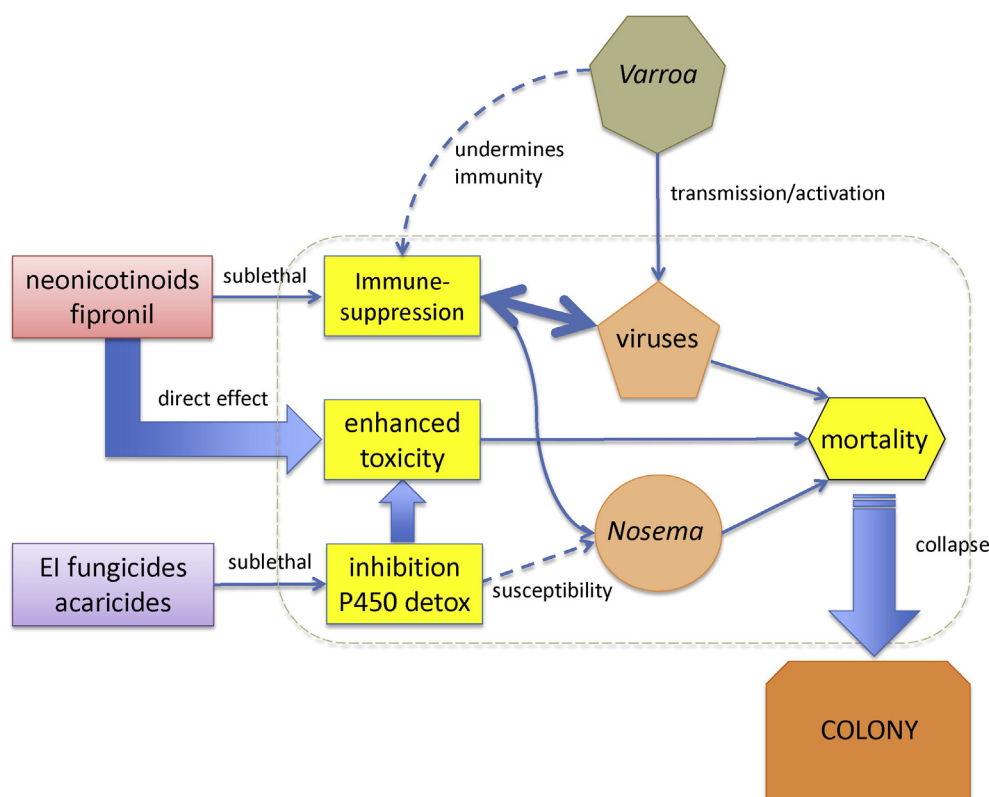 Varroa
undermines
immunity
transmission/activation
neonicotinoids
fipronil
sublethal
Immune-
suppression
viruses
direct effect
enhanced
toxicity
mortality
Nosema
collapse
EI fungicides
acaricides
sublethal
inhibition
P450 detox
susceptibility
COLONY